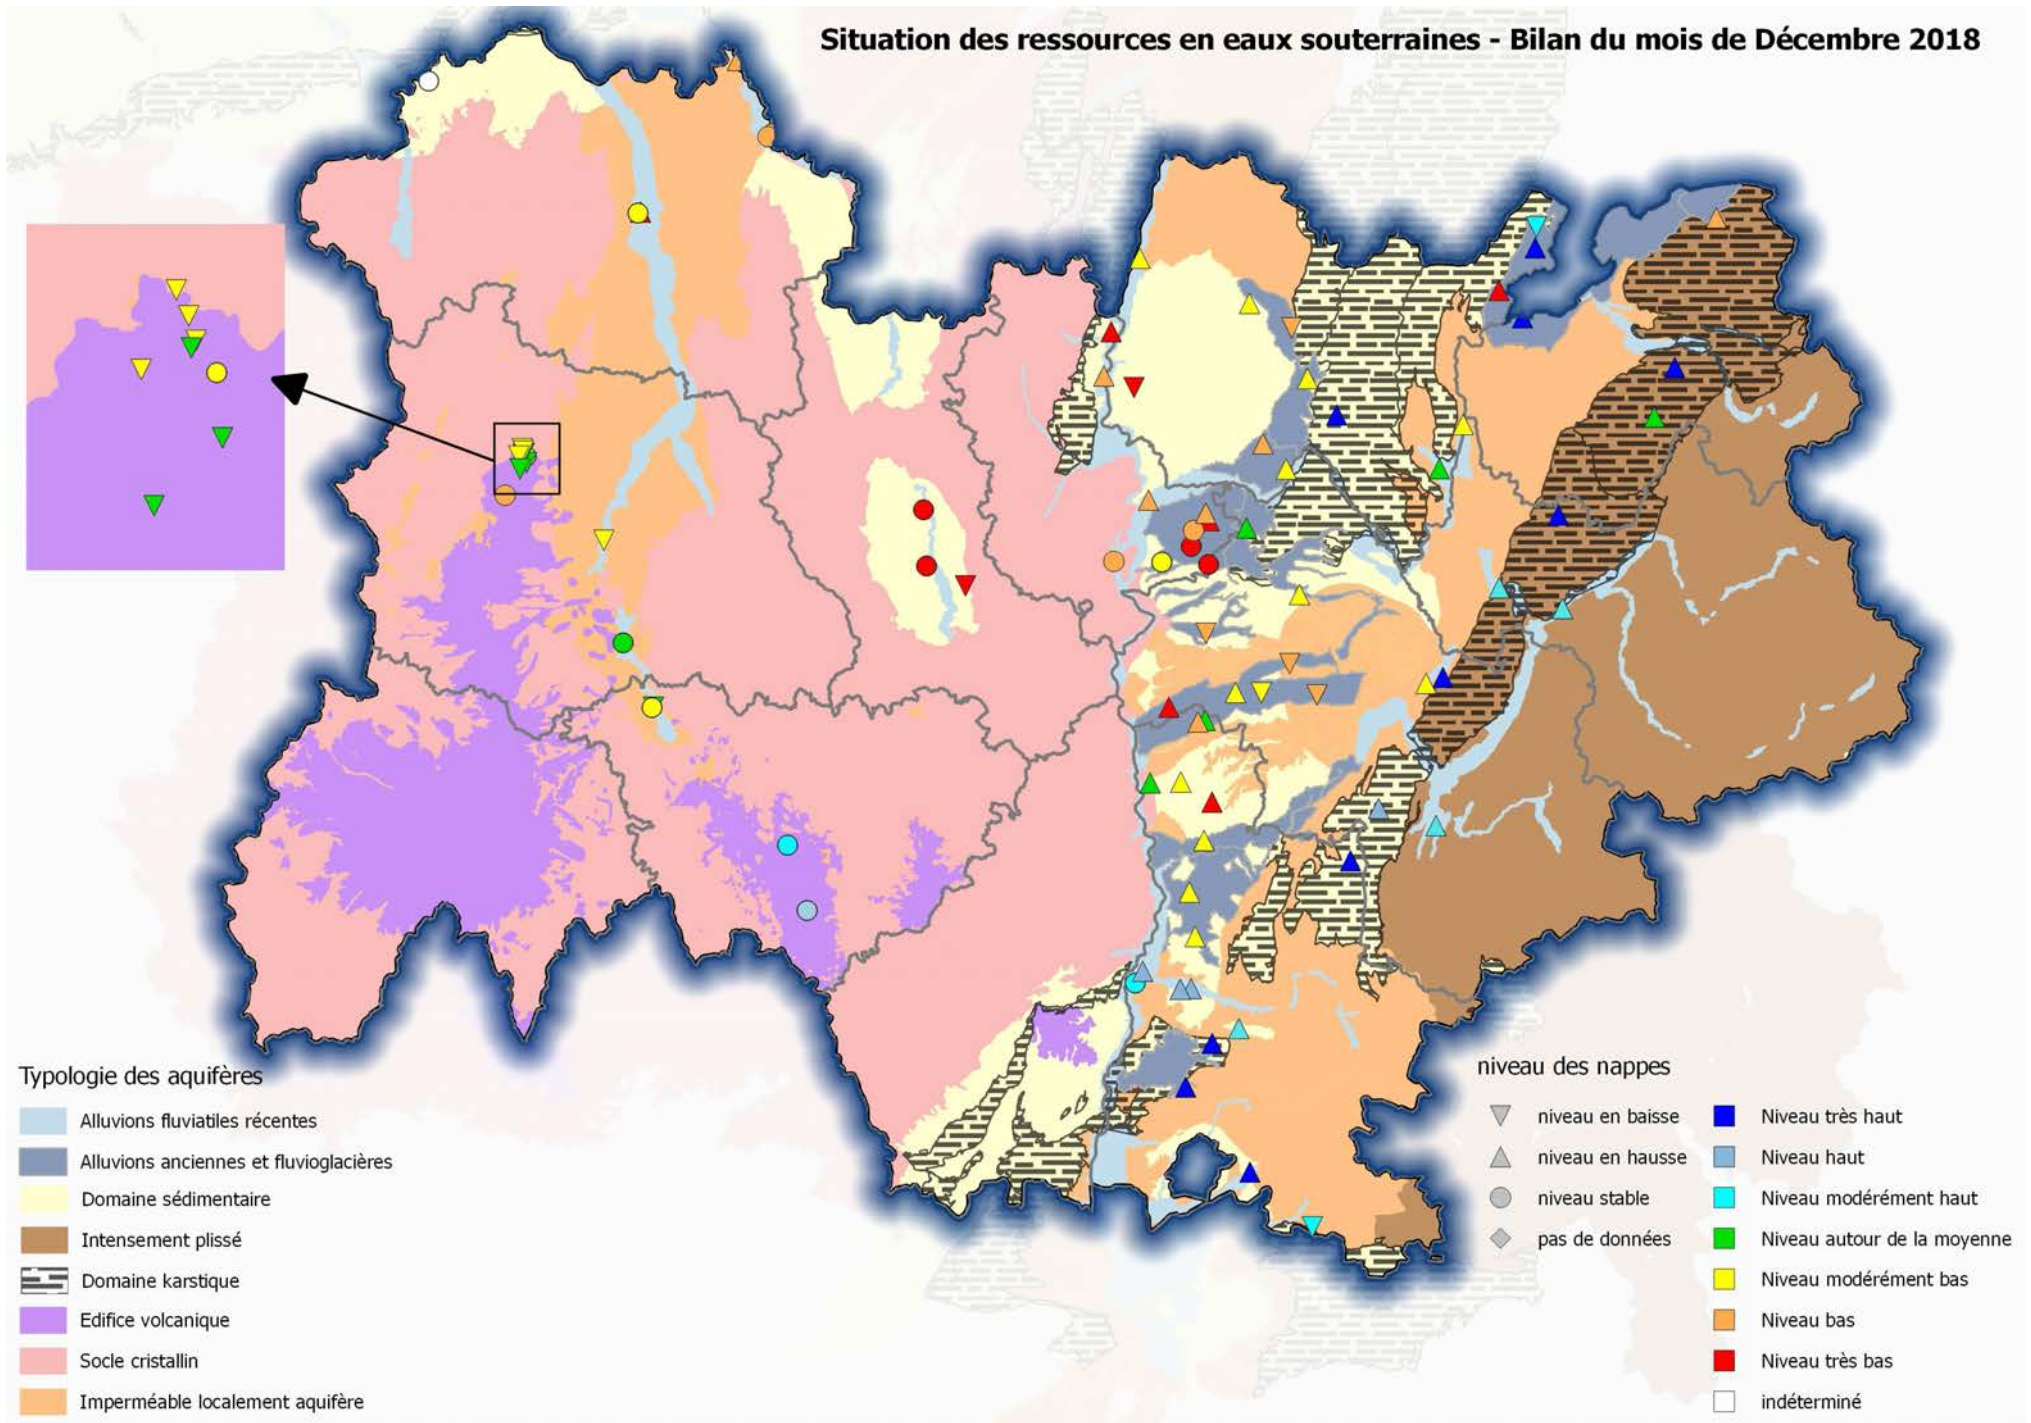 Situation des ressources en eaux souterraines - Bilan du mois de Décembre 2018
Typologie des aquifères
Alluvions fluviatiles récentes
Alluvions anciennes et fluvioglacières
Domaine sédimentaire
Intensement plissé
Domaine karstique
Edifice volcanique
Socle cristallin
Imperméable localement aquifère
niveau des nappes
niveau en baisse
niveau en hausse
niveau stable
pas de données
Niveau très haut
Niveau haut
Niveau modérément haut
Niveau autour de la moyenne
Niveau modérément bas
Niveau bas
Niveau très bas
indéterminé